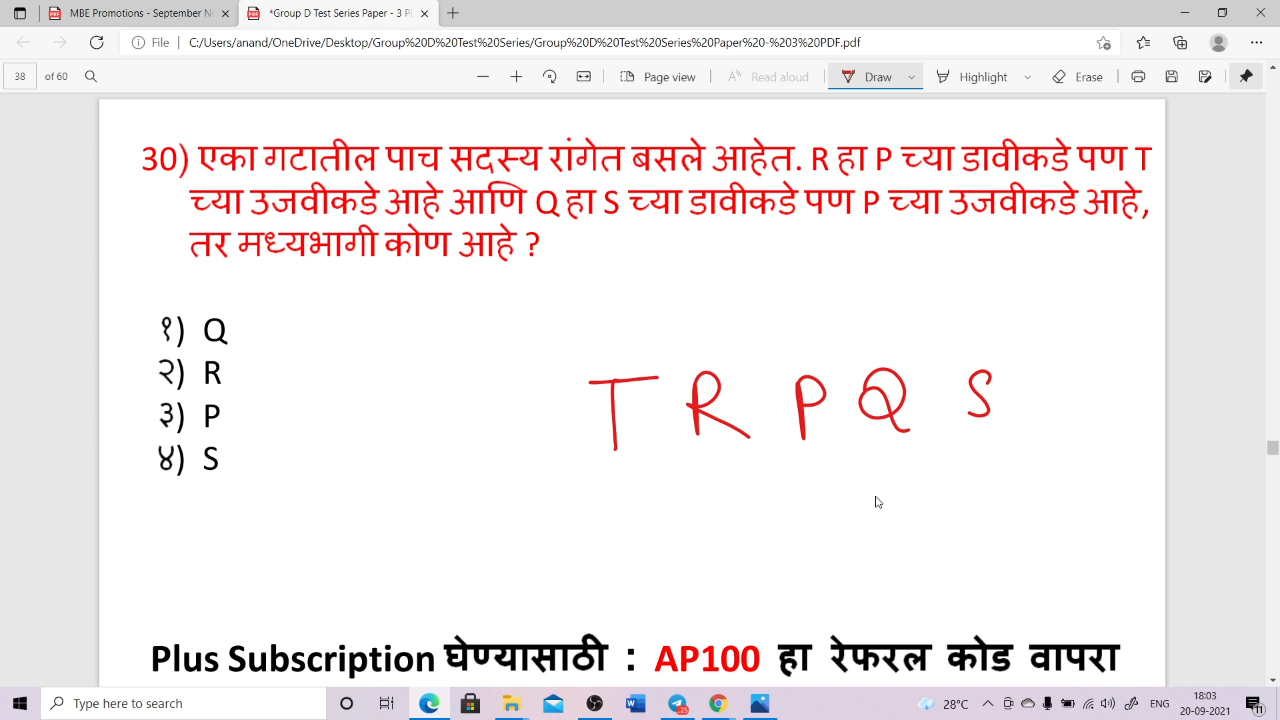 MBE Promotions - September N
*Group D Test Series Paper - 3 P
File C:/Users/anand/OneDrive/Desktop/Group%20D%20Test%20Series/Group%20D%20Test%20Series%20Paper%20-%203%20PDF.pdf
38 of 60 Page view Read aloud Draw Highlight Erase
30) एका गटातील पाच सदस्य रांगेत बसले आहेत. R हा P च्या डावीकडे पण T
च्या उजवीकडे आहे आणि Q हा S च्या डावीकडे पण P च्या उजवीकडे आहे,
तर मध्यभागी कोण आहे ?
१) Q
२) R
३) P
४) S
T R P Q S
Plus Subscription घेण्यासाठी : AP100 हा रेफरल कोड वापरा
Type here to search 28°C ENG 18:03
20-09-2021